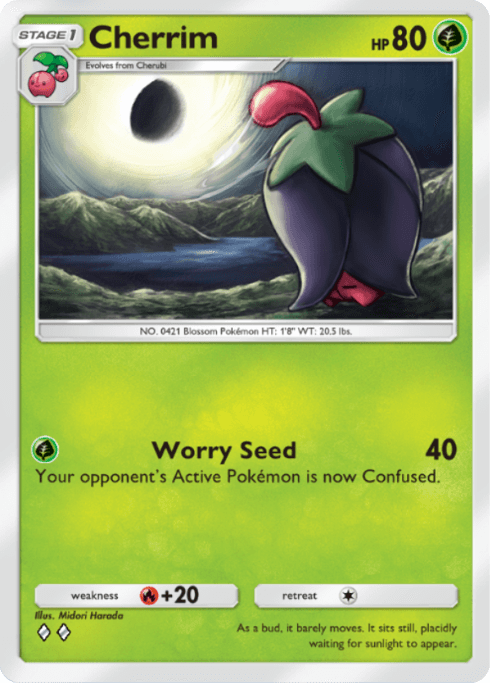 STAGE 1
Cherrim
HP 80
Evolves from Cherubi
NO. 0421 Blossom Pokémon HT: 1'8" WT: 20.5 lbs.
Worry Seed 40
Your opponent's Active Pokémon is now Confused.
weakness +20 retreat
Illus. Midori Harada
As a bud, it barely moves. It sits still, placidly
waiting for sunlight to appear.